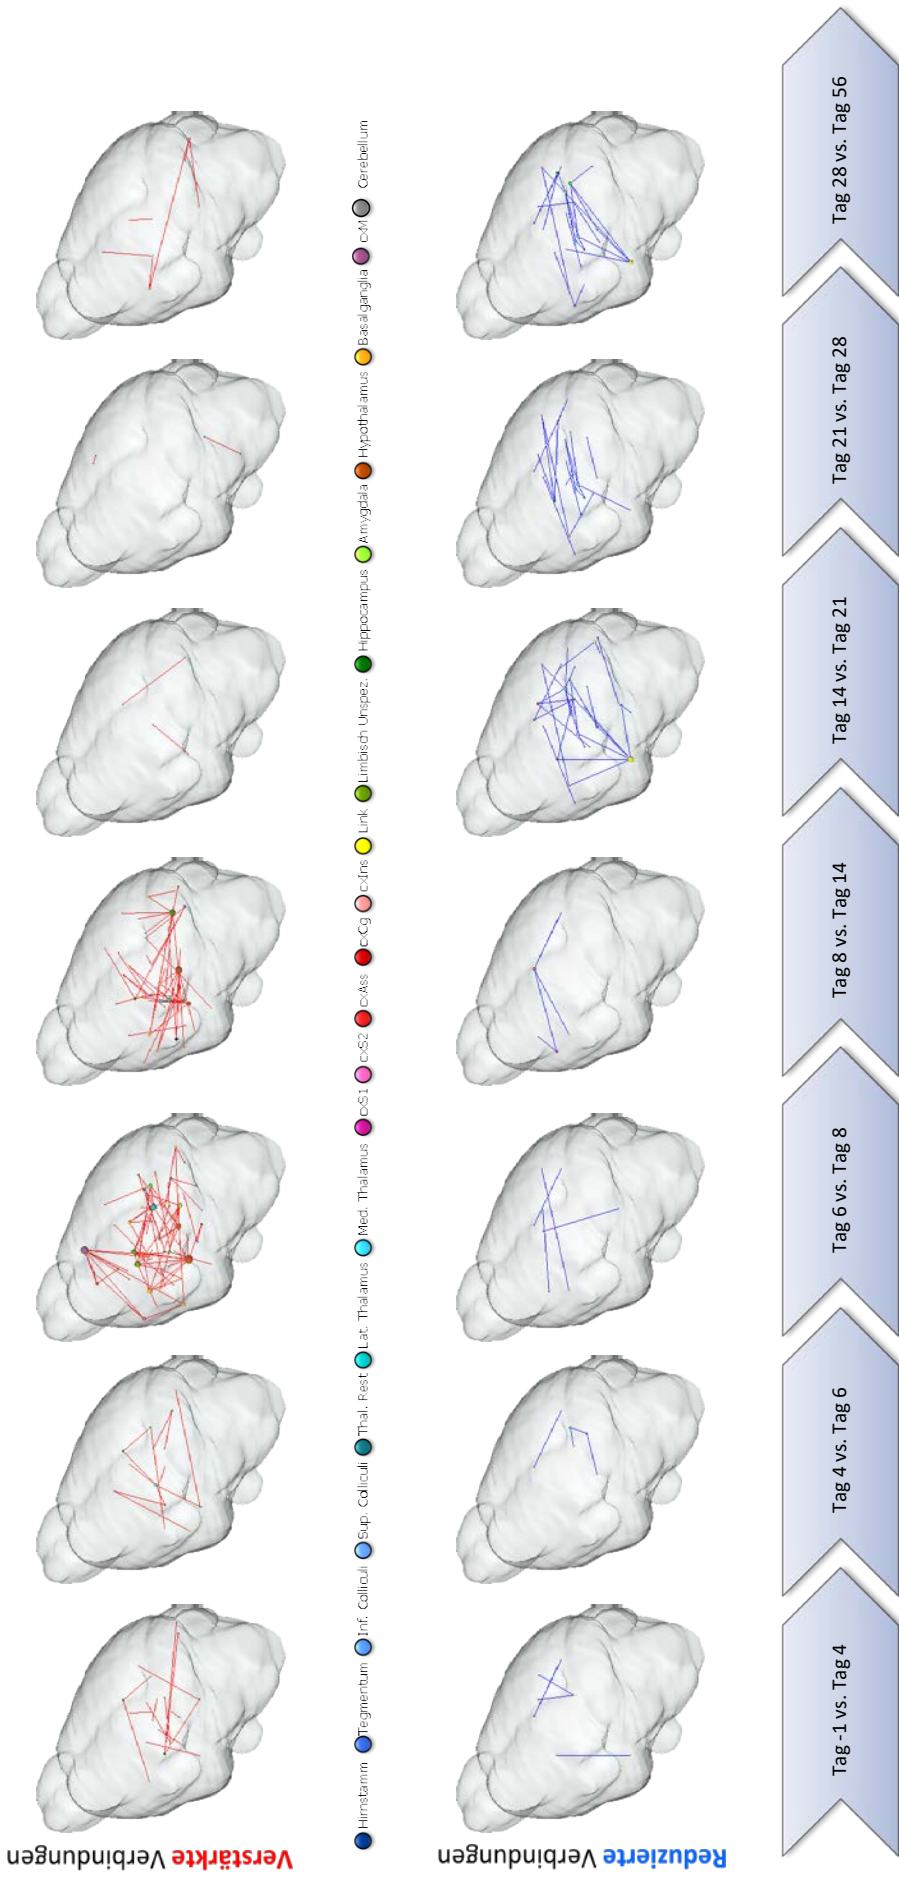 Verstärkte Verbindungen
Hirnstamm Tegmentum Inf. Colliculi Sup. Colliculi Thal. Rest Lat. Thalamus Med. Thalamus cxS1 cxS2 cxAss cxCg cxIns Link Limbisch Unspez. Hippocampus Amygdala Hypothalamus Basalganglia cxM Cerebellum
Reduzierte Verbindungen
Tag -1 vs. Tag 4
Tag 4 vs. Tag 6
Tag 6 vs. Tag 8
Tag 8 vs. Tag 14
Tag 14 vs. Tag 21
Tag 21 vs. Tag 28
Tag 28 vs. Tag 56